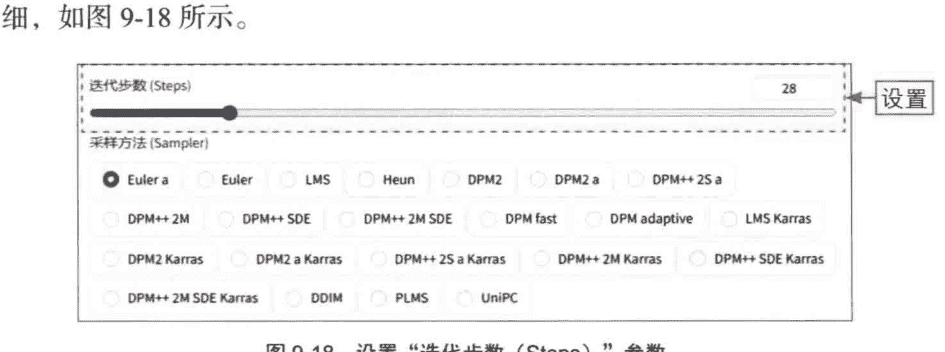 细，如图 9-18 所示。
迭代步数 (Steps)
28
设置
采样方法 (Sampler)
Euler a Euler LMS Heun DPM2 DPM2 a DPM++ 2S a
DPM++ 2M DPM++ SDE DPM++ 2M SDE DPM fast DPM adaptive LMS Karras
DPM2 Karras DPM2 a Karras DPM++ 2S a Karras DPM++ 2M Karras DPM++ SDE Karras
DPM++ 2M SDE Karras DDIM PLMS UniPC
图 9-18 设置“迭代步数（Steps）”参数